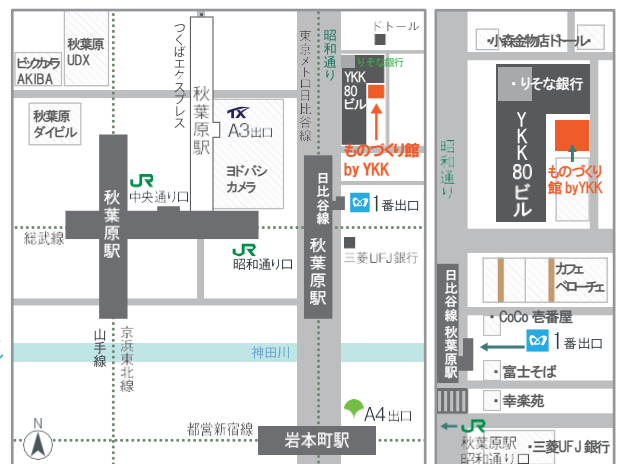 ドトール
昭和通り
東京メトロ日比谷線
つくばエクスプレス
秋葉原
UDX
ビックカメラ
AKIBA
りそな銀行
YKK
80
ビル
秋葉原駅
TX
A3出口
秋葉原
ダイビル
ものづくり館
by YKK
ヨドバシ
カメラ
JR
中央通り口
秋葉原駅
日比谷線 秋葉原駅
1番出口
総武線
JR
昭和通り口
三菱UFJ銀行
山手線
京浜東北線
神田川
A4出口
都営新宿線
岩本町駅
N
・小森金物店
ドトール・
・りそな銀行
YKK80ビル
昭和通り
ものづくり
館 byYKK
カフェ
ベローチェ
日比谷線 秋葉原駅
・CoCo 壱番屋
1番出口
・富士そば
・幸楽苑
JR
秋葉原駅
昭和通り口
・三菱UFJ銀行